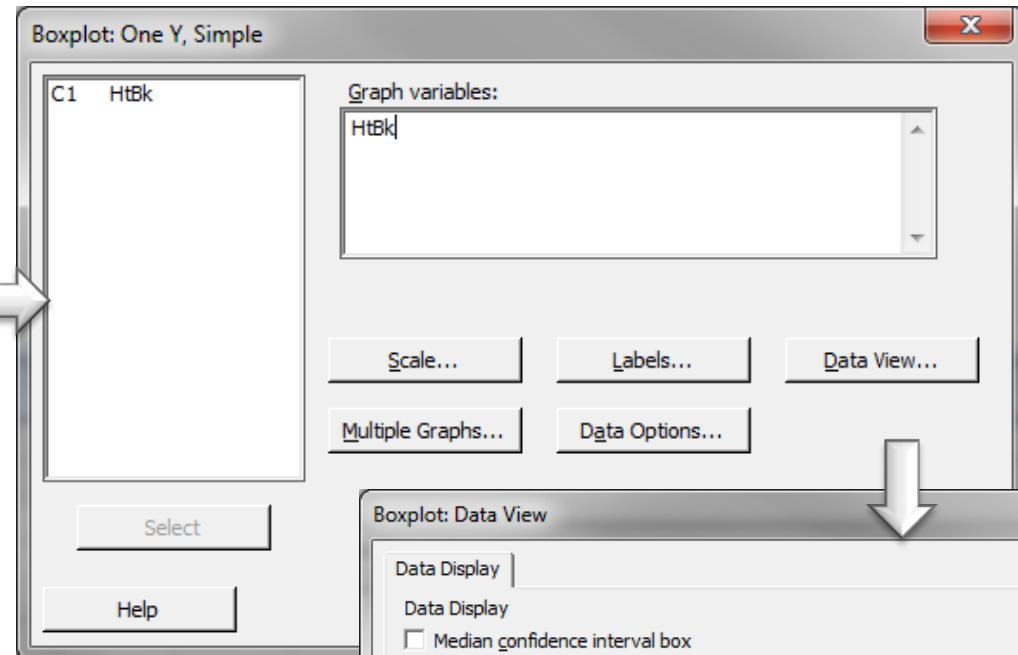 Boxplot: One Y, Simple
C1 HtBk
Graph variables:
HtBk
Scale...
Labels...
Data View...
Multiple Graphs...
Data Options...
Select
Help
Boxplot: Data View
Data Display
Data Display
Median confidence interval box